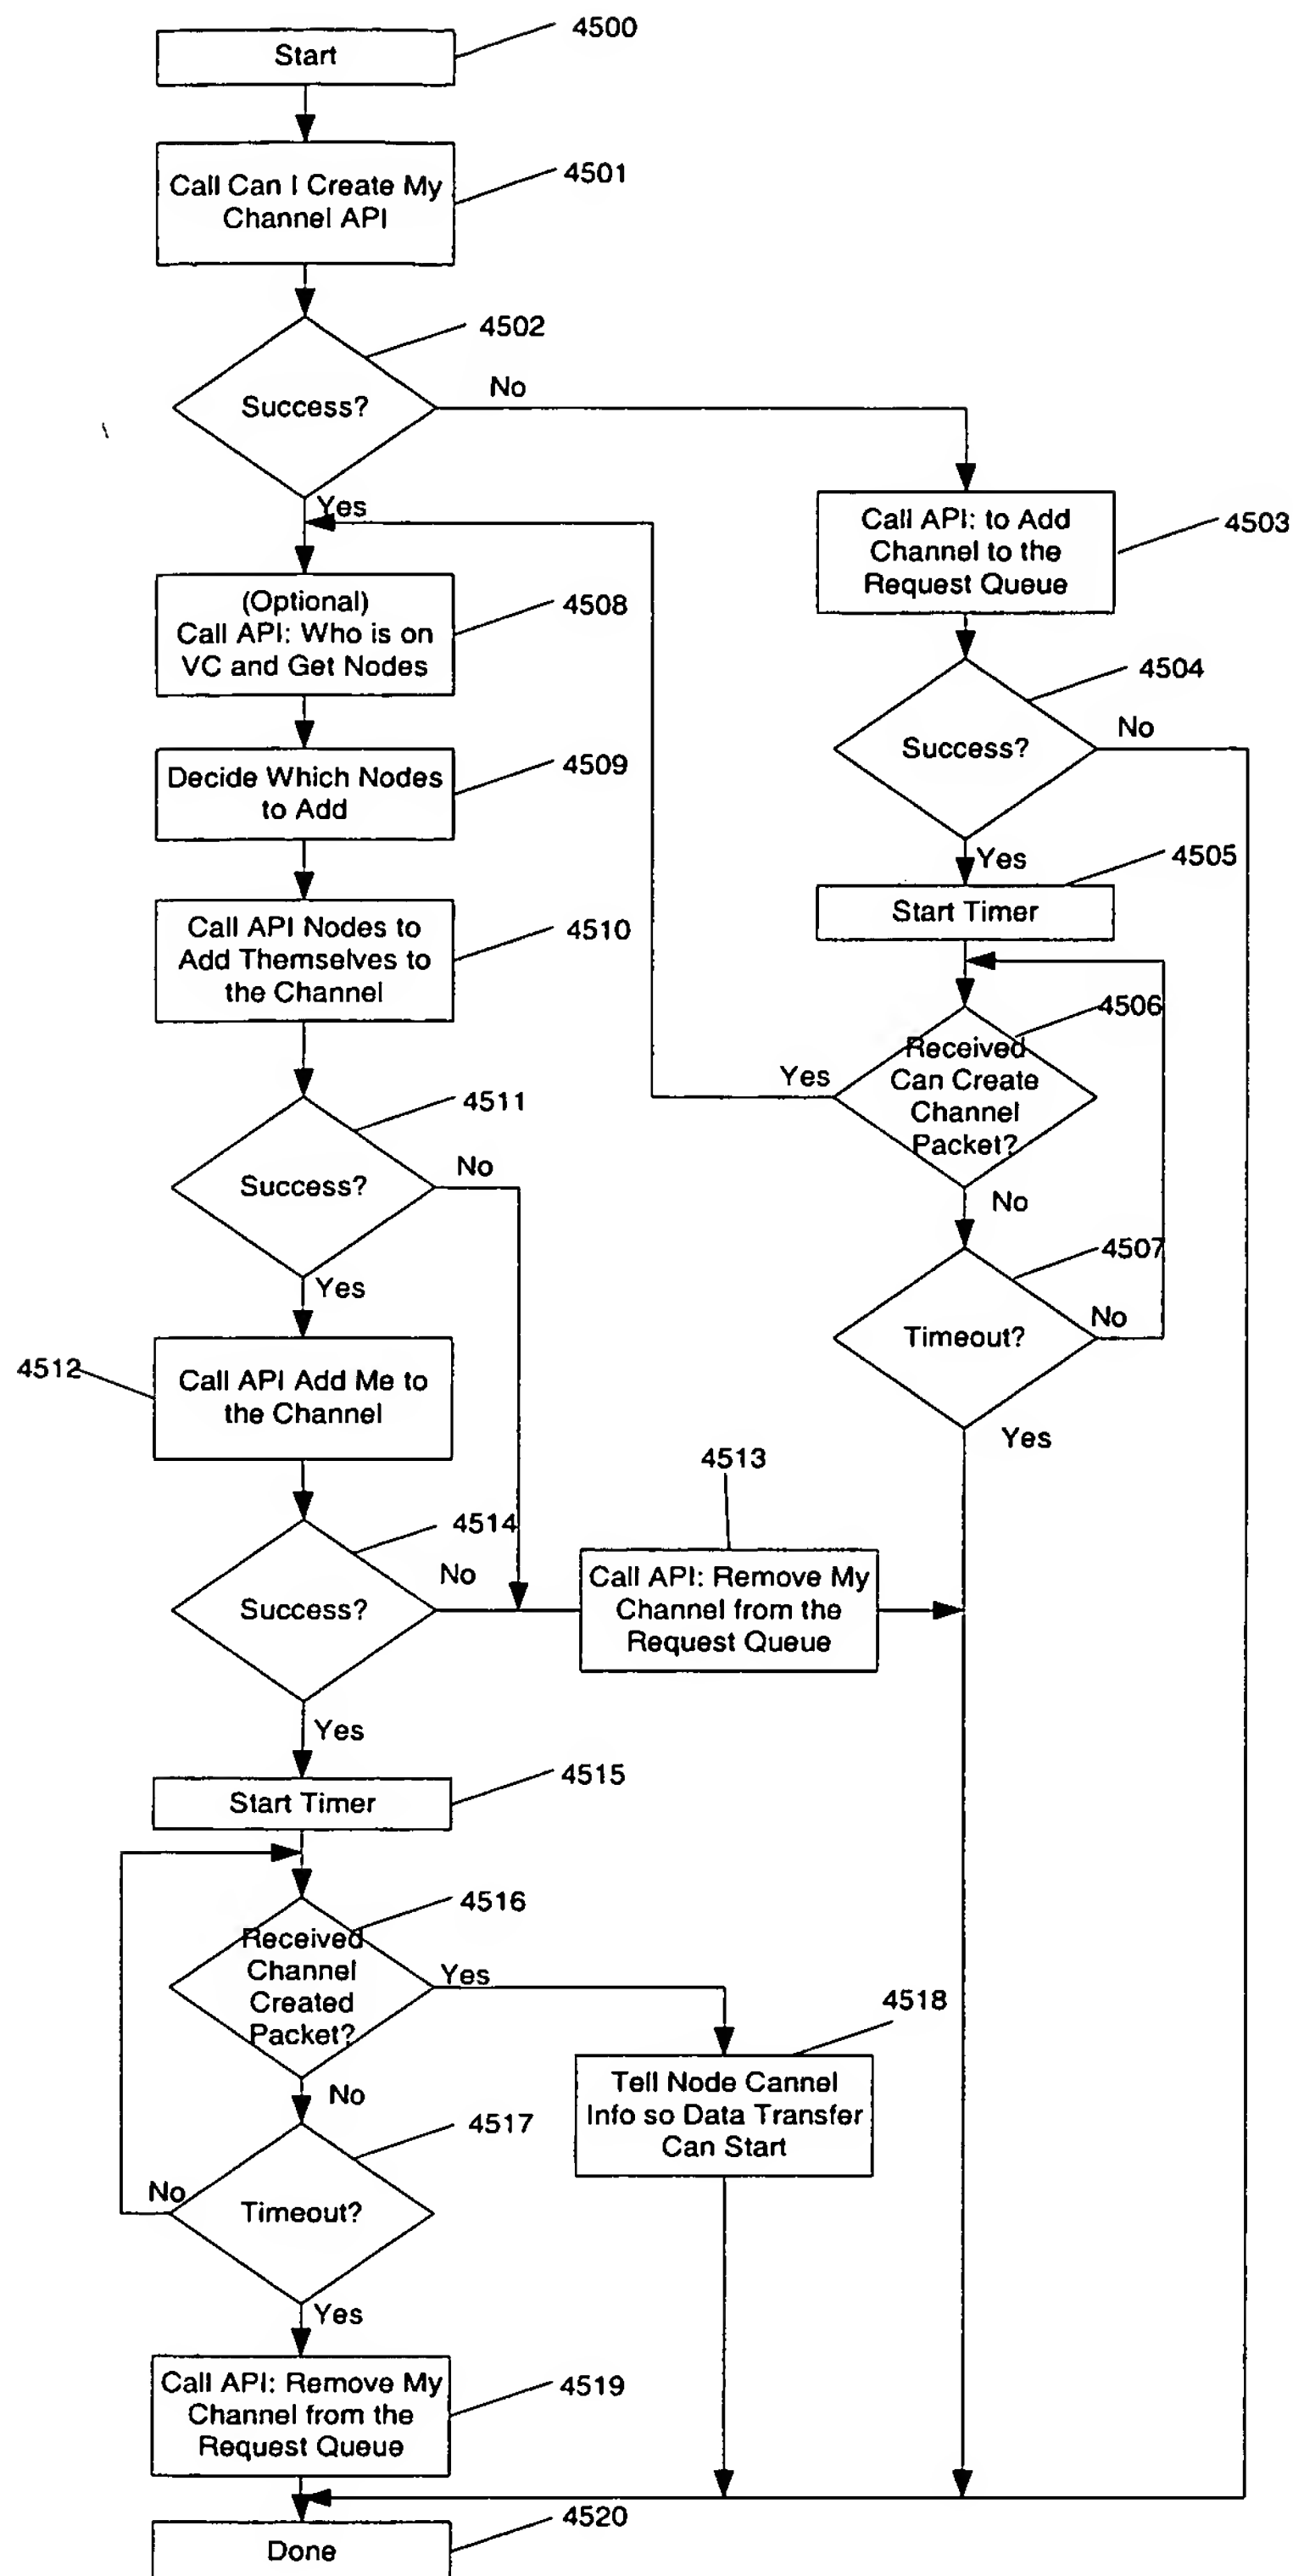 4500
Start
4501
Call Can I Create My
Channel API
4502
Success?
No
Yes
4503
Call API: to Add
Channel to the
Request Queue
4508
(Optional)
Call API: Who is on
VC and Get Nodes
4504
Success?
No
Yes
4509
Decide Which Nodes
to Add
4505
Start Timer
4510
Call API Nodes to
Add Themselves to
the Channel
4506
Received
Can Create
Channel
Packet?
Yes
No
4511
Success?
No
Yes
4507
Timeout?
No
Yes
4512
Call API Add Me to
the Channel
4513
Call API: Remove My
Channel from the
Request Queue
4514
Success?
No
Yes
4515
Start Timer
4516
Received
Channel
Created
Packet?
Yes
No
4518
Tell Node Cannel
Info so Data Transfer
Can Start
4517
Timeout?
No
Yes
4519
Call API: Remove My
Channel from the
Request Queue
4520
Done